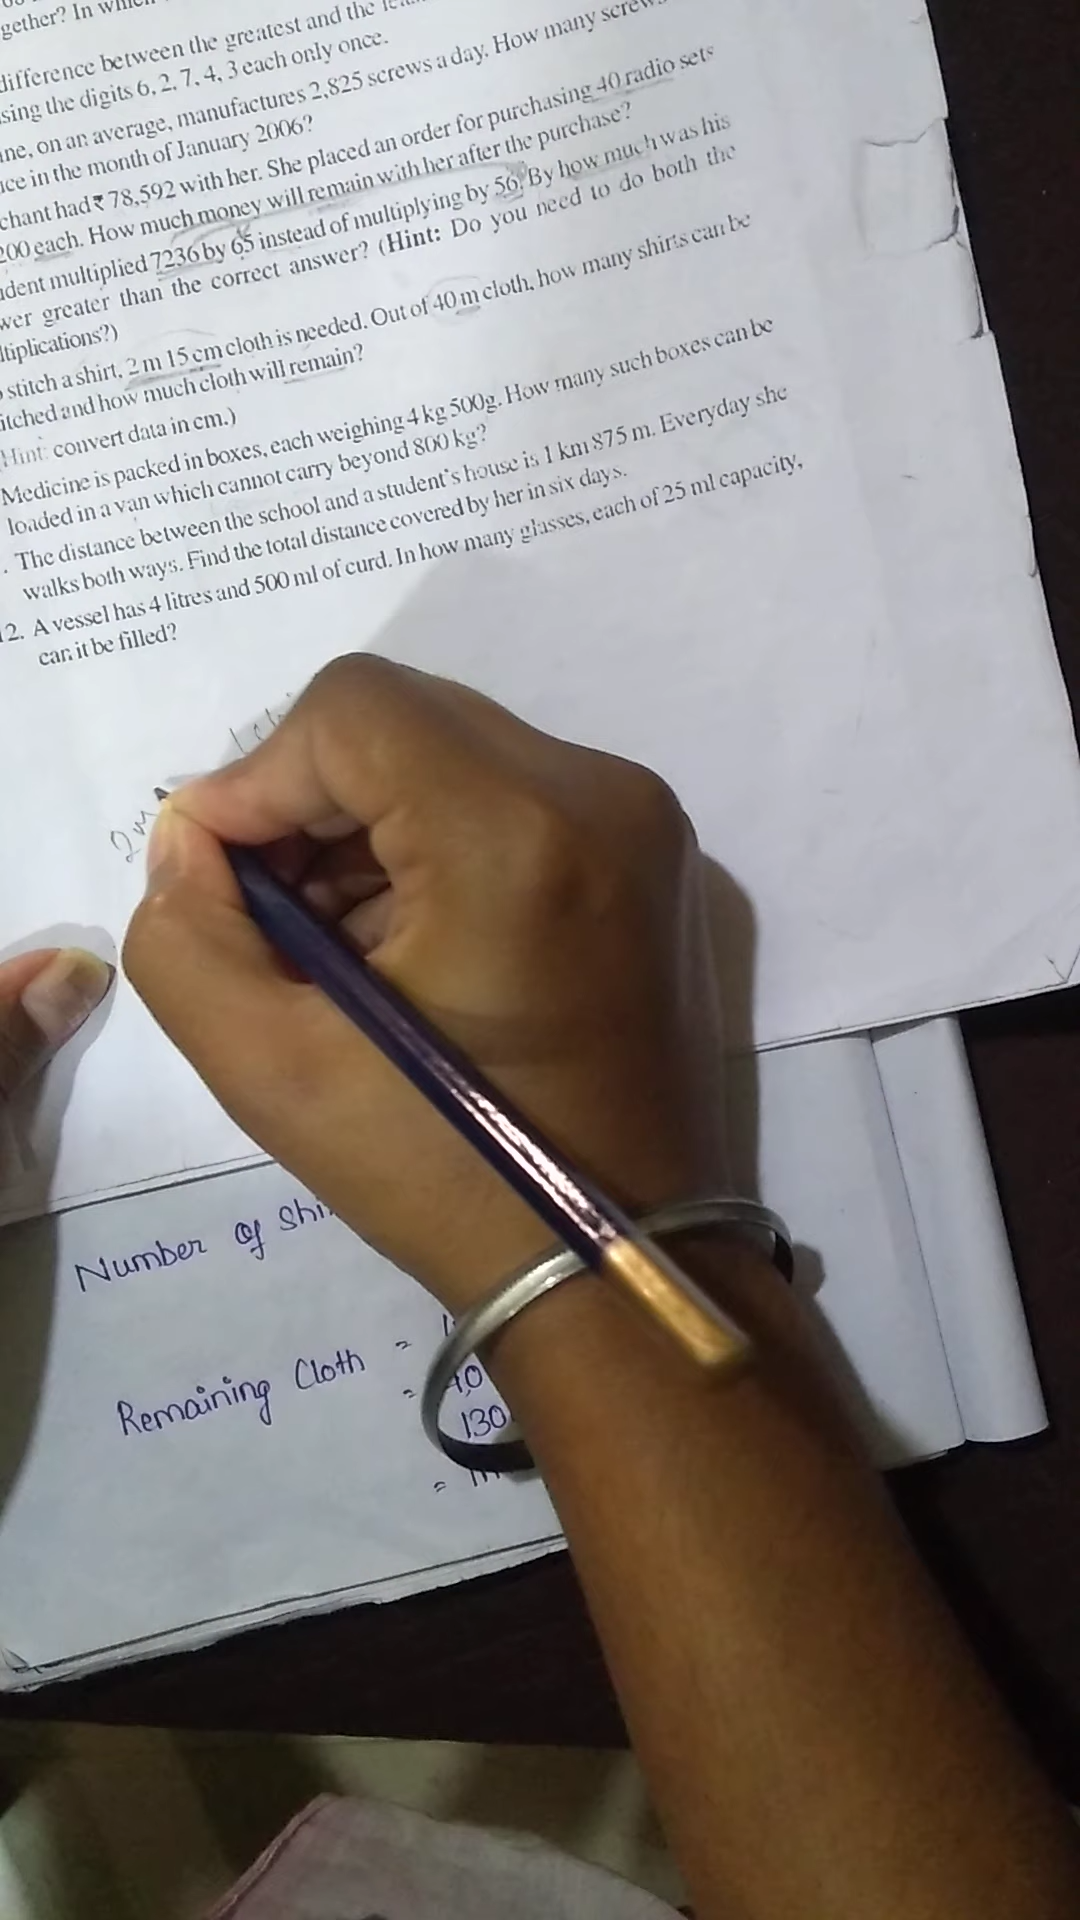 gether? In
difference between the greatest and the
sing the digits 6, 2, 7, 4, 3 each only once.
ine, on an average, manufactures 2,825 screws a day. How many screws
ice in the month of January 2006?
chant had ₹ 78,592 with her. She placed an order for purchasing 40 radio sets
200 each. How much money will remain with her after the purchase?
udent multiplied 7236 by 65 instead of multiplying by 56. By how much was his
wer greater than the correct answer? (Hint: Do you need to do both the
ltiplications?)
stitch a shirt, 2 m 15 cm cloth is needed. Out of 40 m cloth, how many shirts can be
itched and how much cloth will remain?
Hint: convert data in cm.)
Medicine is packed in boxes, each weighing 4 kg 500g. How many such boxes can be
loaded in a van which cannot carry beyond 800 kg?
. The distance between the school and a student's house is 1 km 875 m. Everyday she
walks both ways. Find the total distance covered by her in six days.
12. A vessel has 4 litres and 500 ml of curd. In how many glasses, each of 25 ml capacity,
can it be filled?
2m
Number of Shi
Remaining Cloth =
= 40
130
=